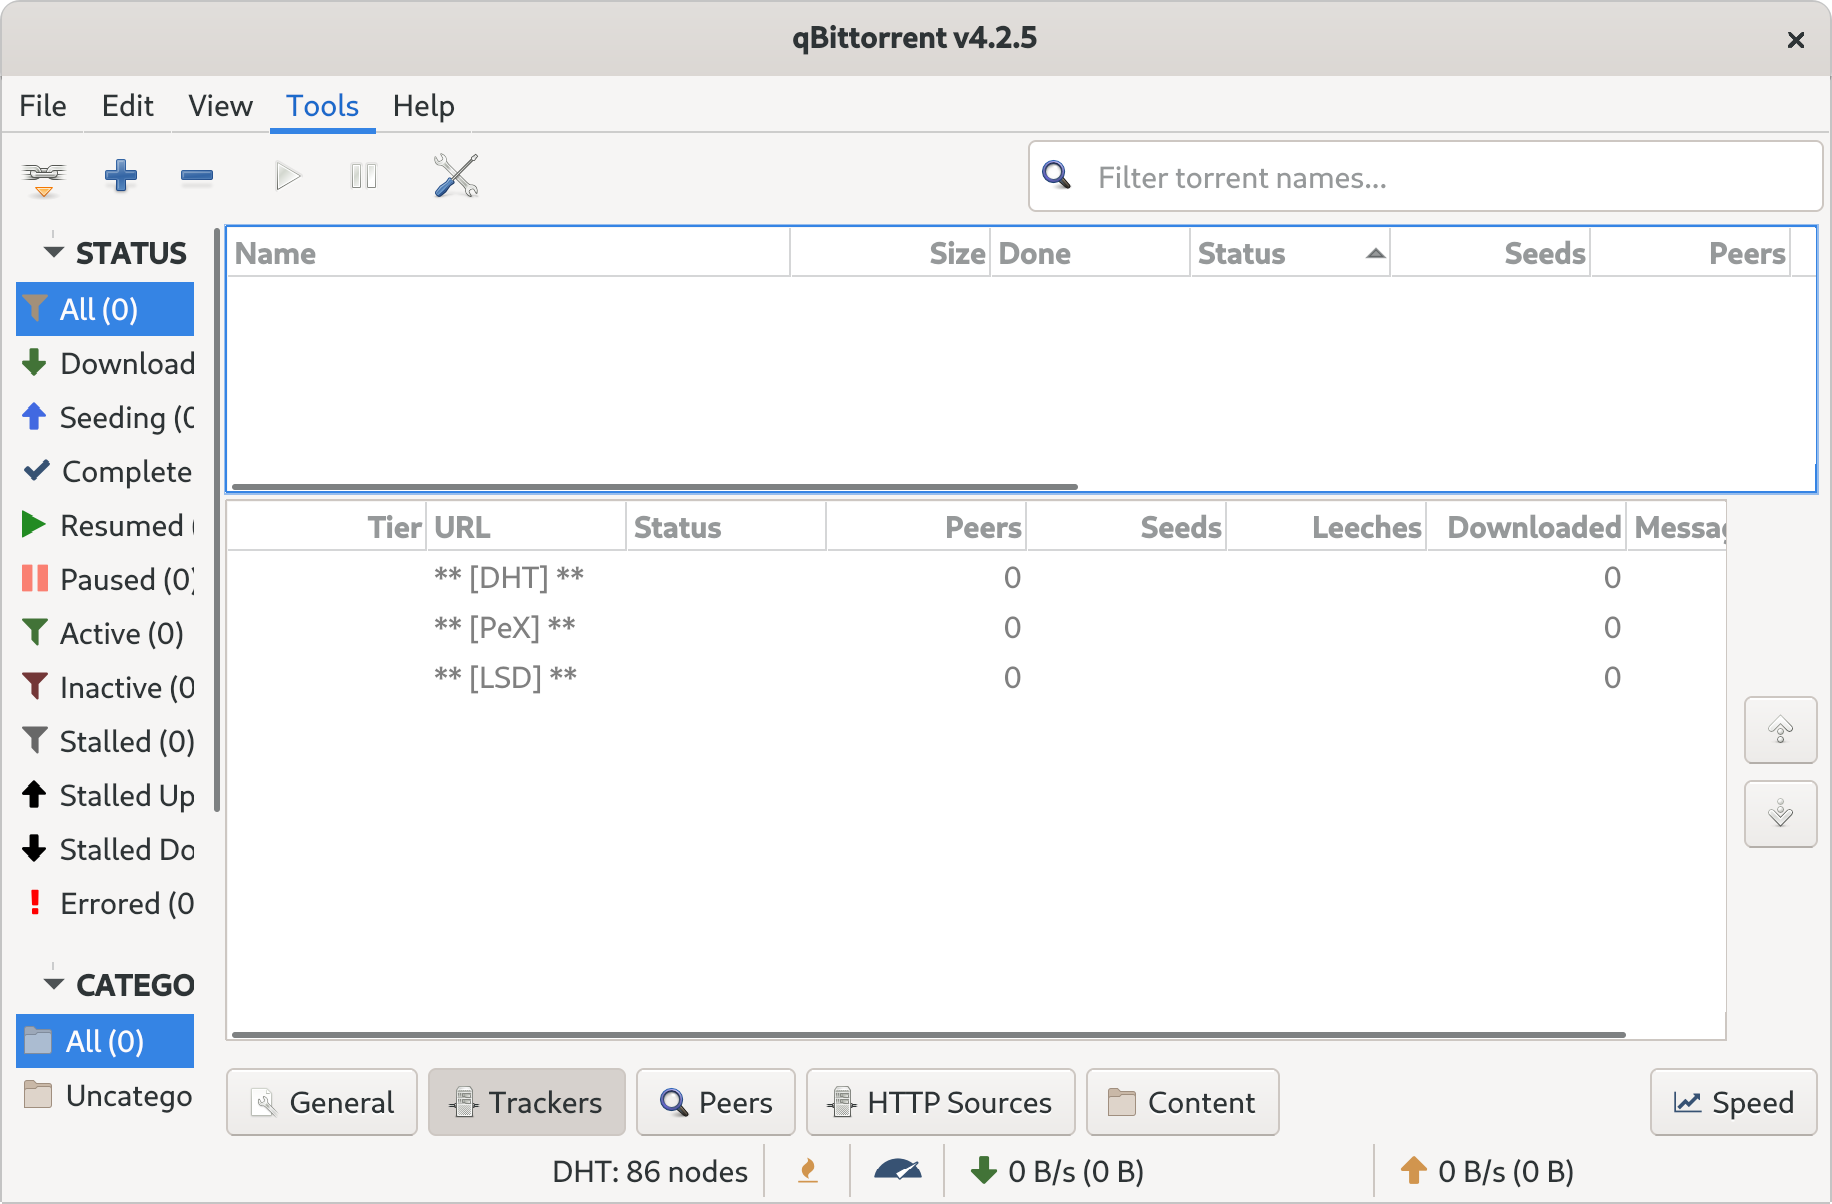 qBittorrent v4.2.5
File Edit View Tools Help
Filter torrent names...
STATUS
All (0)
Download
Seeding (0
Complete
Resumed (
Paused (0)
Active (0)
Inactive (0
Stalled (0)
Stalled Up
Stalled Do
Errored (0
CATEGO
All (0)
Uncatego
Name Size Done Status Seeds Peers
Tier URL Status Peers Seeds Leeches Downloaded Messag
** [DHT] ** 0 0
** [PeX] ** 0 0
** [LSD] ** 0 0
General Trackers Peers HTTP Sources Content Speed
DHT: 86 nodes 0 B/s (0 B) 0 B/s (0 B)